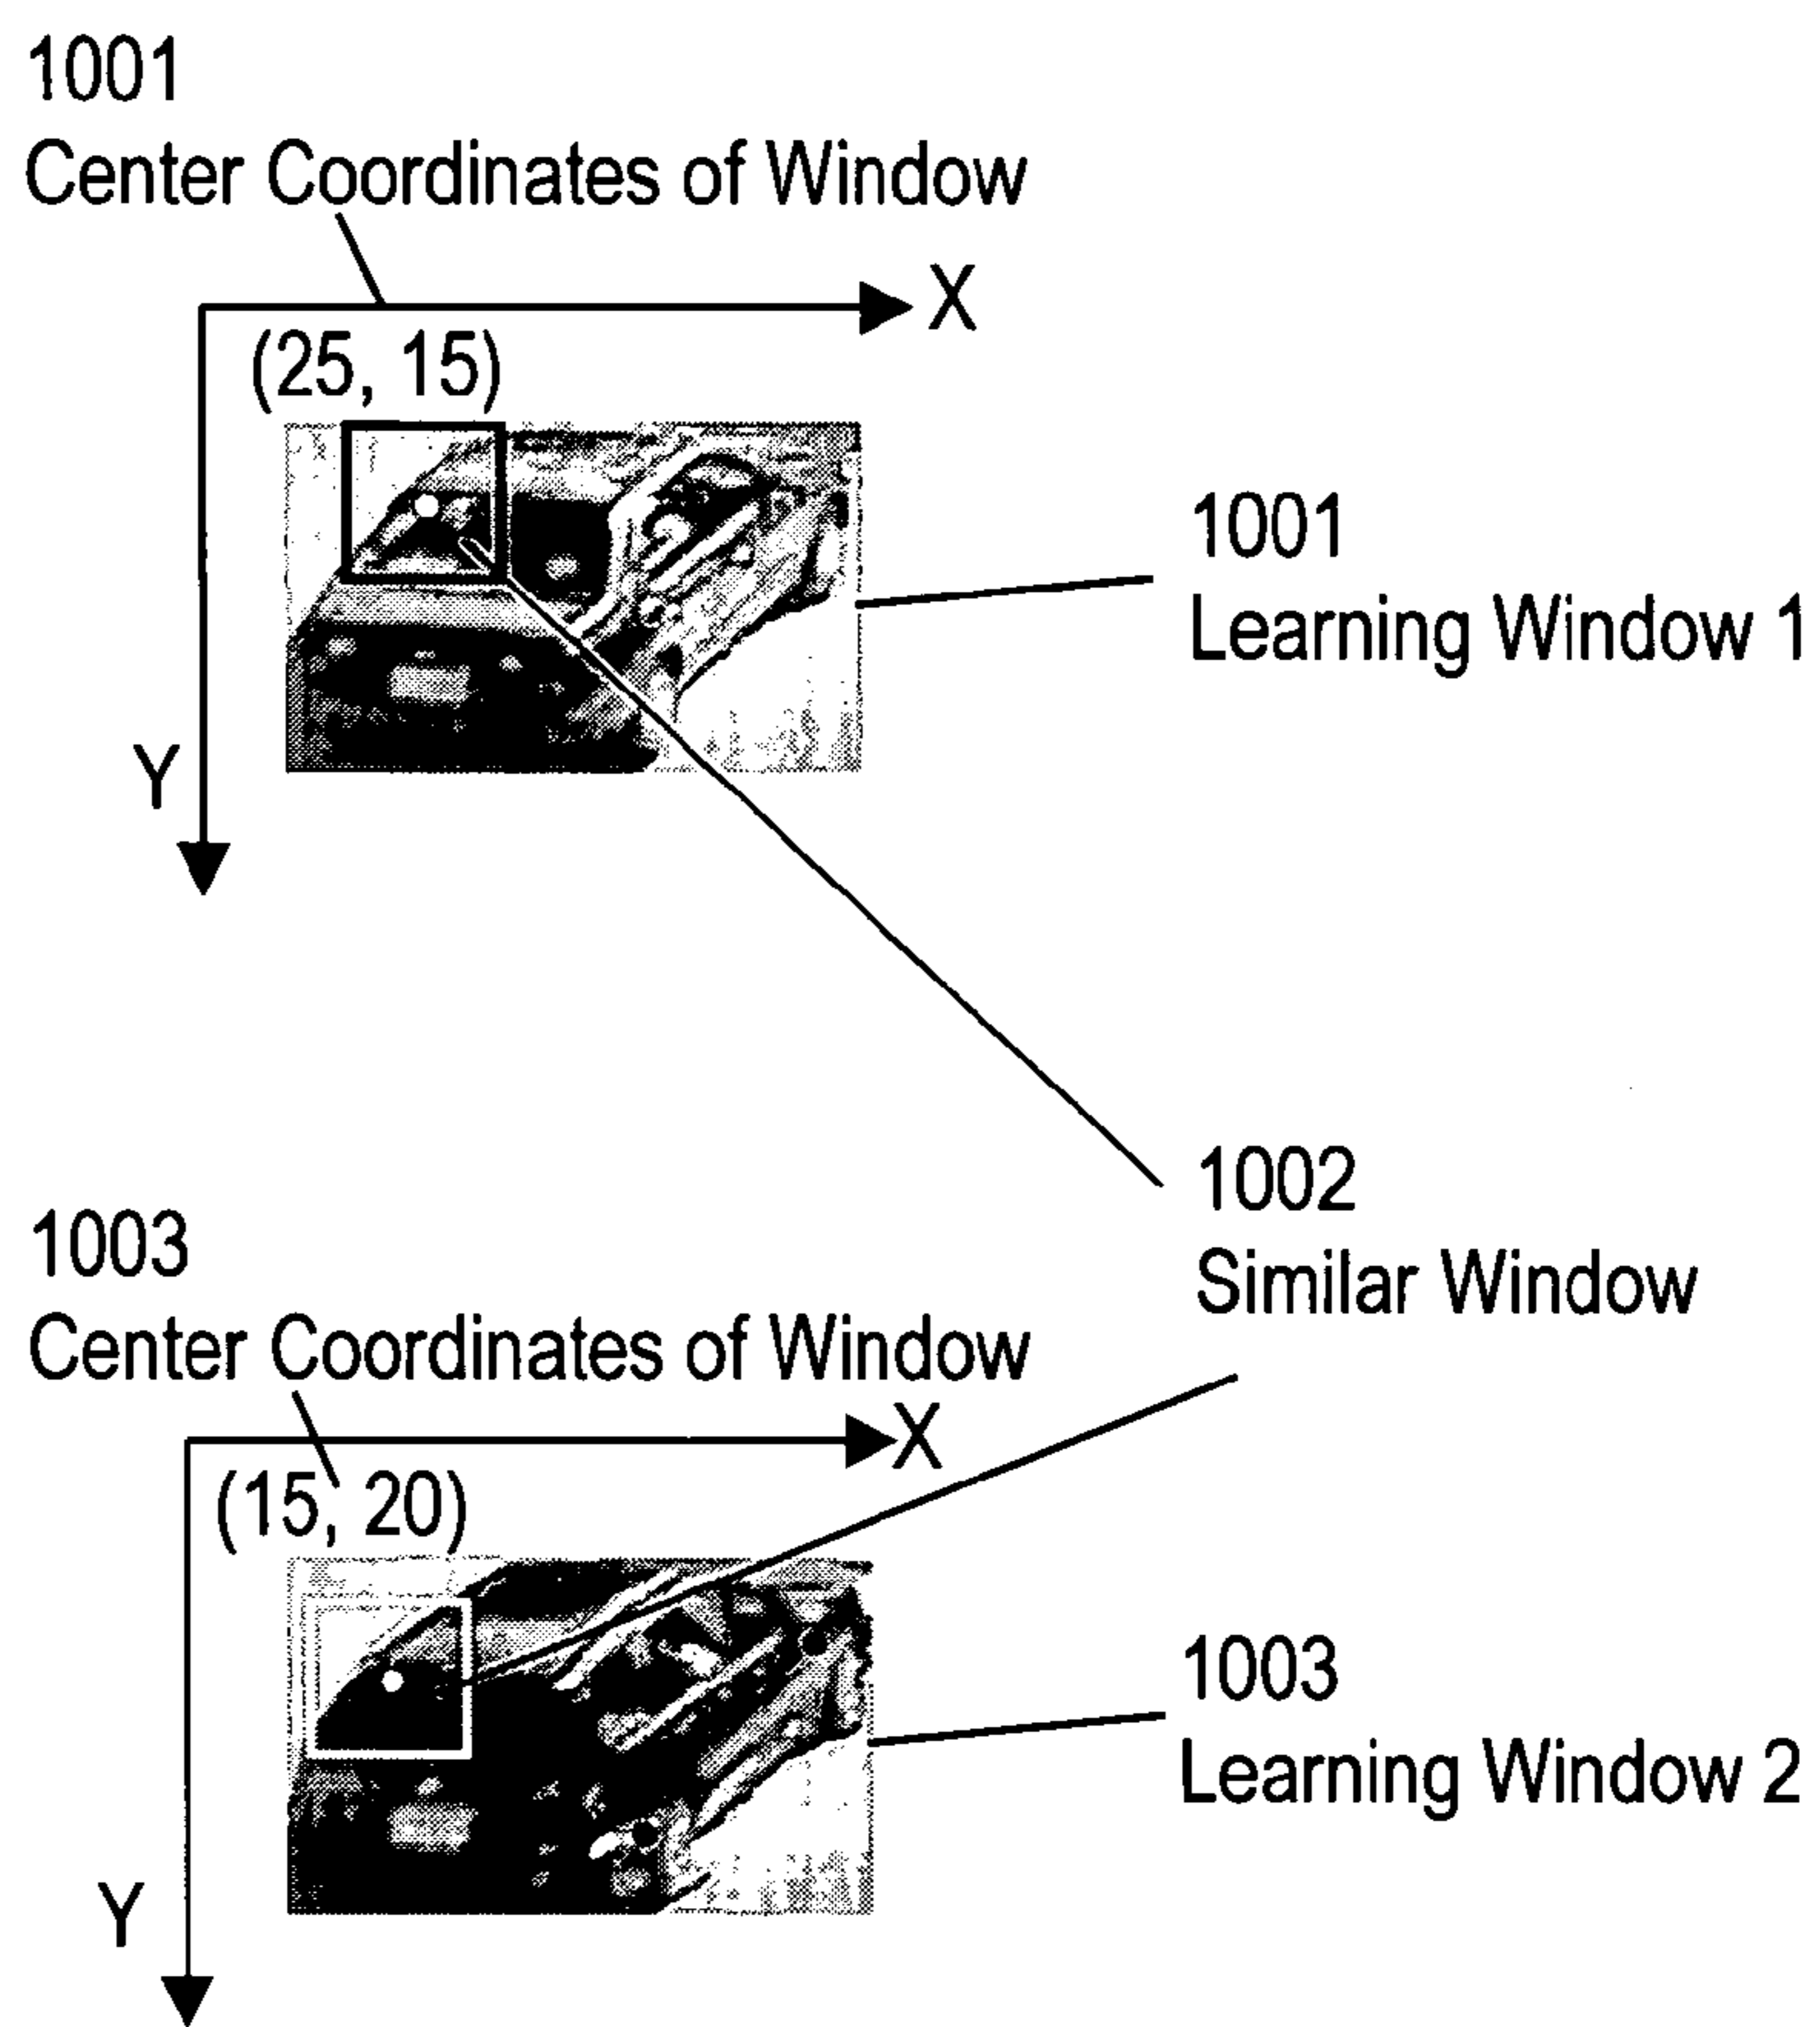 1001
Center Coordinates of Window
X
(25, 15)
1001
Learning Window 1
Y
1002
Similar Window
1003
Center Coordinates of Window
X
(15, 20)
1003
Learning Window 2
Y